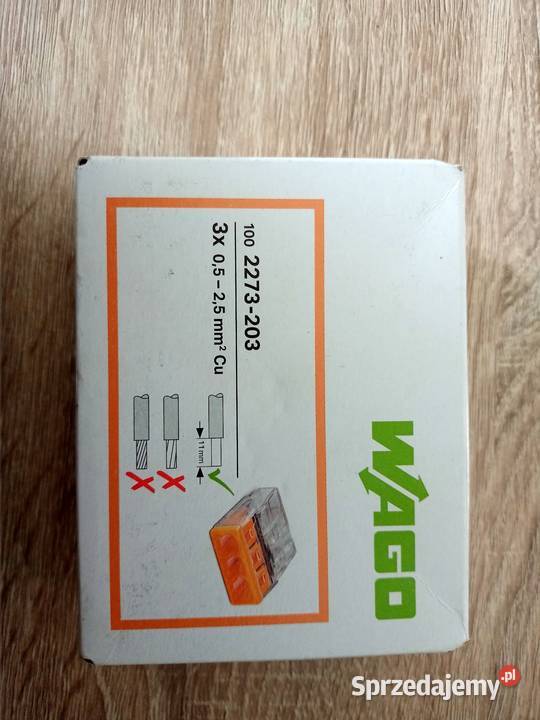 WAGO
100 2273-203
3x 0,5 – 2,5 mm² Cu
11 mm
Sprzedajemy.pl